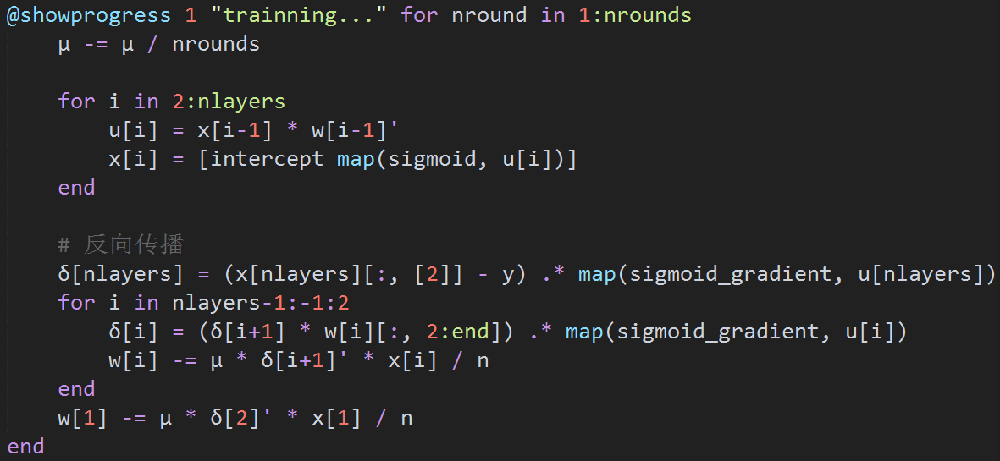 @showprogress 1 "trainning..." for nround in 1:nrounds
    μ -= μ / nrounds
    for i in 2:nlayers
        u[i] = x[i-1] * w[i-1]'
        x[i] = [intercept map(sigmoid, u[i])]
    end
    # 反向传播
    δ[nlayers] = (x[nlayers][:, [2]] - y) .* map(sigmoid_gradient, u[nlayers])
    for i in nlayers-1:-1:2
        δ[i] = (δ[i+1] * w[i][:, 2:end]) .* map(sigmoid_gradient, u[i])
        w[i] -= μ * δ[i+1]' * x[i] / n
    end
    w[1] -= μ * δ[2]' * x[1] / n
end